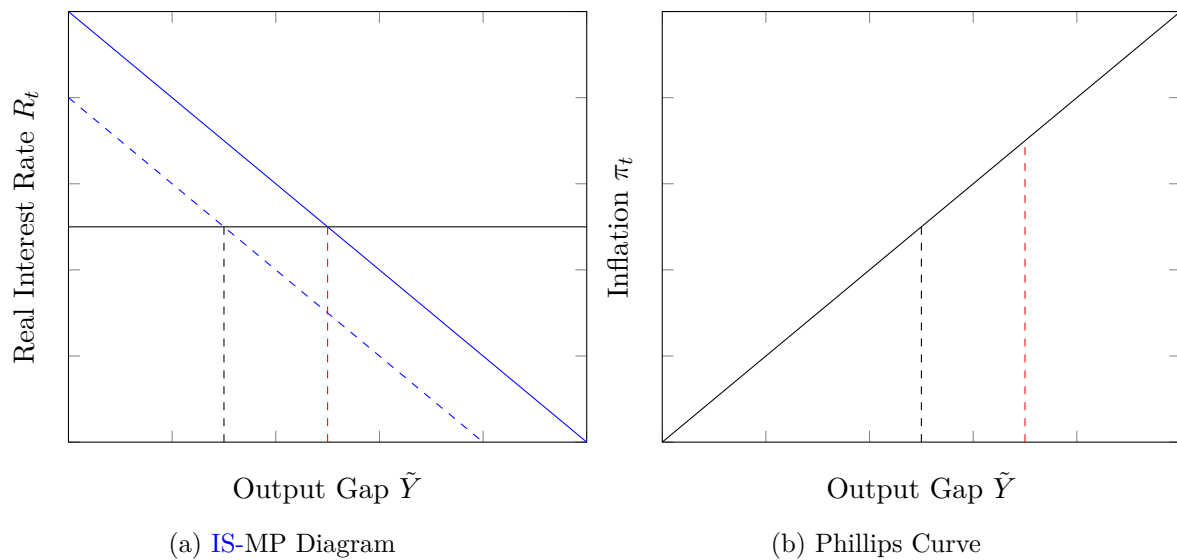 Real Interest Rate R_t
Output Gap Ỹ
(a) IS-MP Diagram
Inflation π_t
Output Gap Ỹ
(b) Phillips Curve